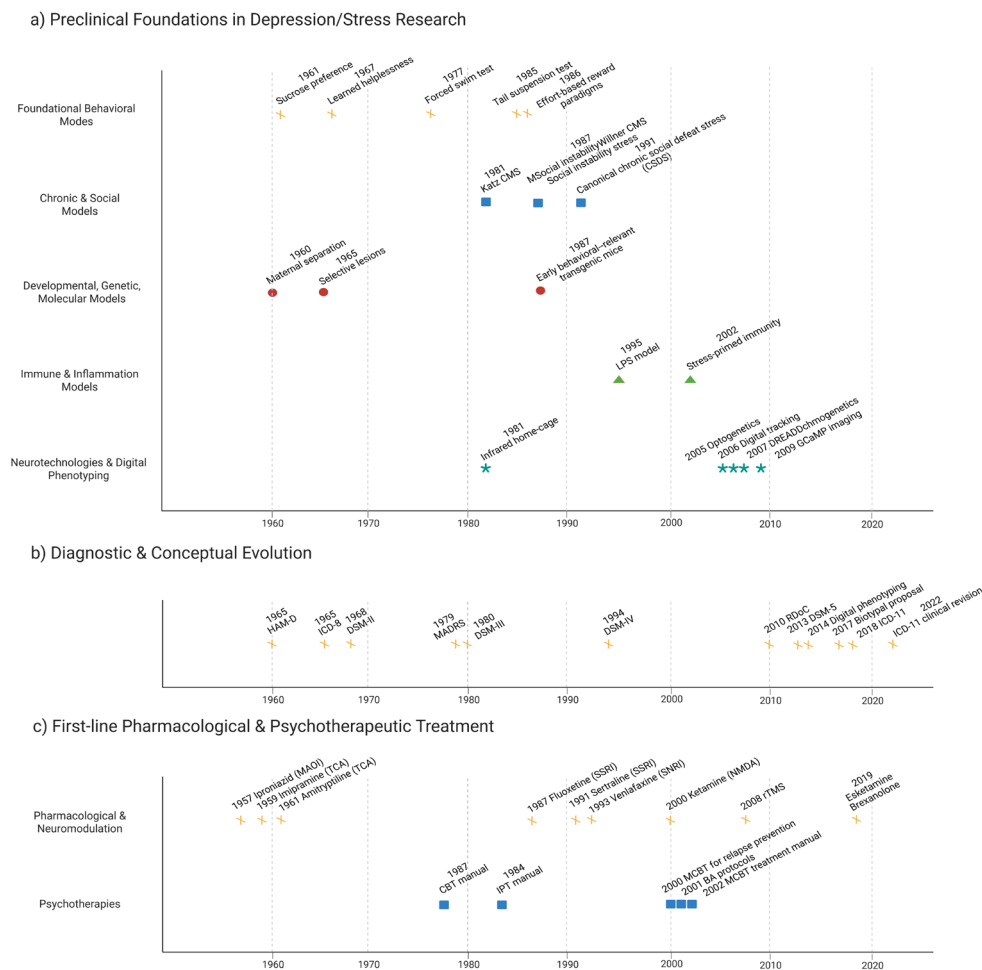 a) Preclinical Foundations in Depression/Stress Research
Foundational Behavioral
Modes
1961
Sucrose preference
1967
Learned helplessness
1977
Forced swim test
1985
Tail suspension test
1986
Effort-based reward
paradigms
Chronic & Social
Models
1981
Katz CMS
1987
MSocial instabilityWillner CMS
Social instability stress
1991
Canonical chronic social defeat stress
(CSDS)
Developmental, Genetic,
Molecular Models
1960
Maternal separation
1965
Selective lesions
1987
Early behavioral–relevant
transgenic mice
Immune & Inflammation
Models
1995
LPS model
2002
Stress-primed immunity
Neurotechnologies & Digital
Phenotyping
1981
Infrared home-cage
2005 Optogenetics
2006 Digital tracking
2007 DREADDchmogenetics
2009 GCaMP imaging
1960 1970 1980 1990 2000 2010 2020
b) Diagnostic & Conceptual Evolution
1965
HAM-D
1965
ICD-8
1968
DSM-II
1979
MADRS
1980
DSM-III
1994
DSM-IV
2010 RDoC
2013 DSM-5
2014 Digital phenotyping
2017 Biotypal proposal
2018 ICD-11
2022
ICD-11 clinical revision
1960 1970 1980 1990 2000 2010 2020
c) First-line Pharmacological & Psychotherapeutic Treatment
Pharmacological &
Neuromodulation
1957 Iproniazid (MAOI)
1959 Imipramine (TCA)
1961 Amitryptiline (TCA)
1987 Fluoxetine (SSRI)
1991 Sertraline (SSRI)
1993 Venlafaxine (SNRI)
2000 Ketamine (NMDA)
2008 rTMS
2019
Esketamine
Brexanolone
Psychotherapies
1987
CBT manual
1984
IPT manual
2000 MCBT for relapse prevention
2001 BA protocols
2002 MCBT treatment manual
1960 1970 1980 1990 2000 2010 2020